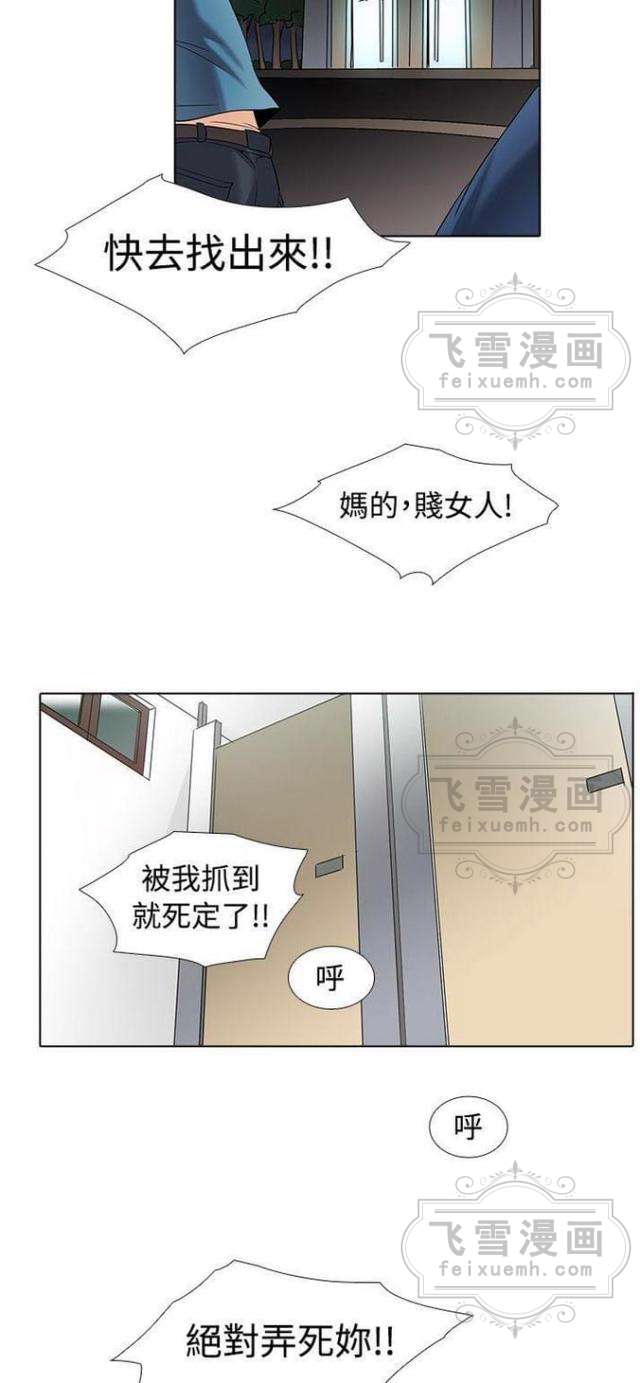 快去找出來!!
飞雪漫画
feixuemh.com
媽的，賤女人!
飞雪漫画
feixuemh.com
被我抓到
就死定了!!
呼
呼
飞雪漫画
feixuemh.com
絕對弄死妳!!